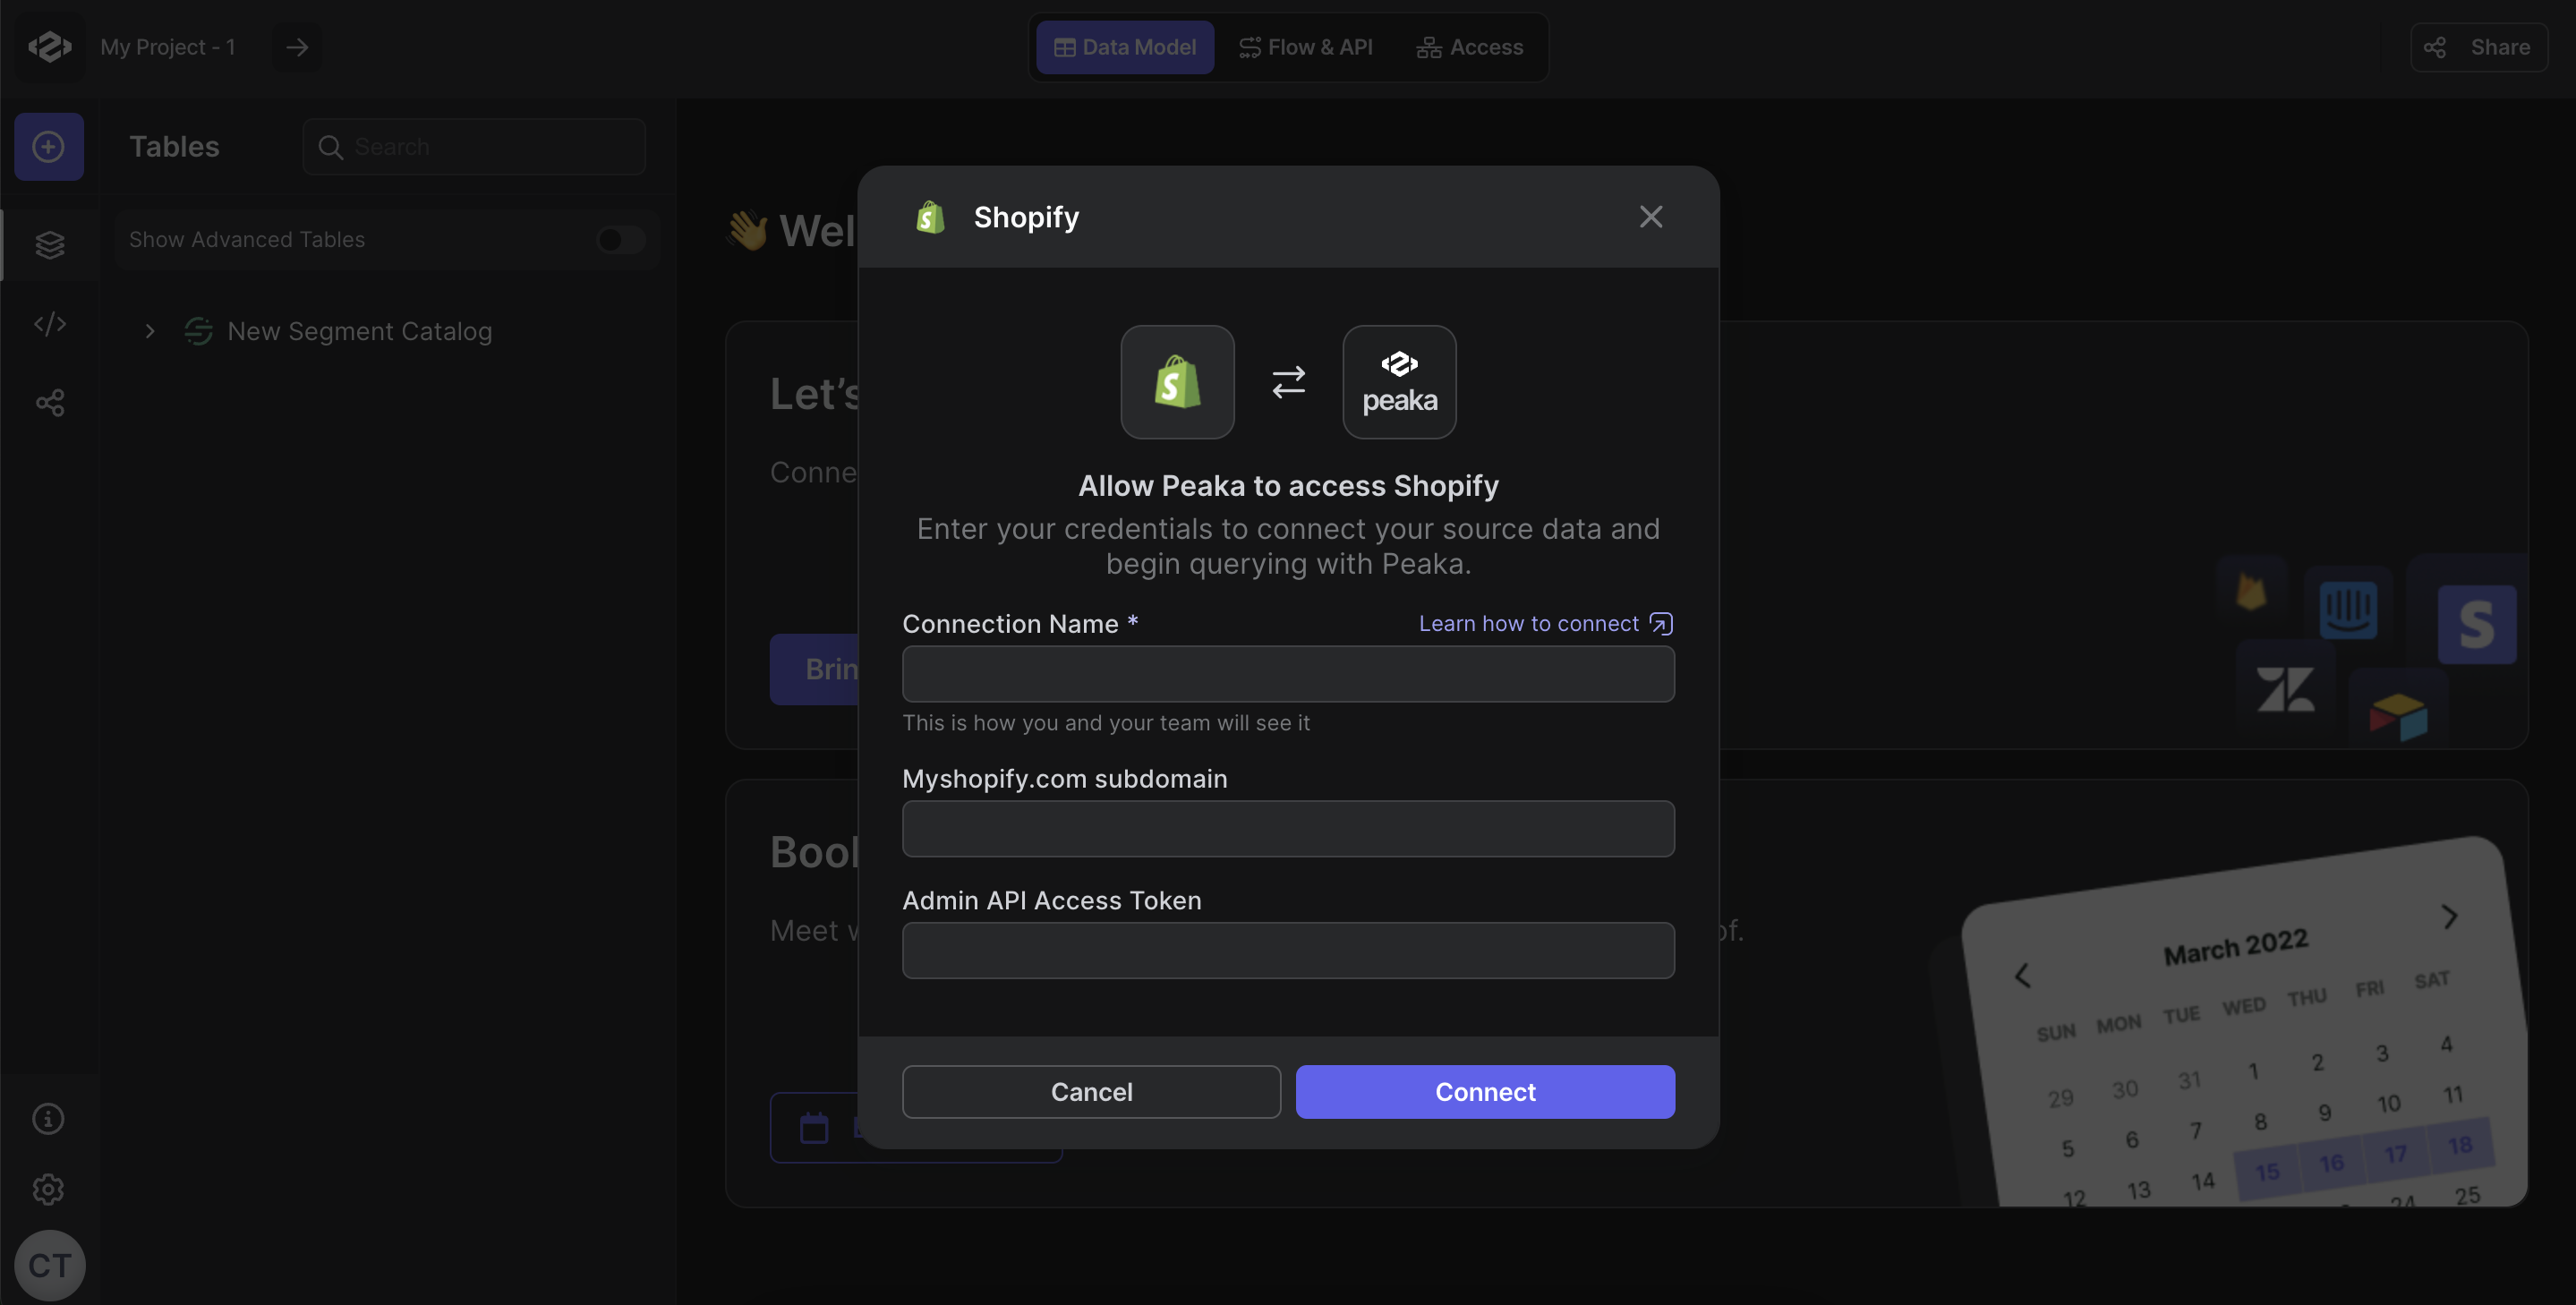 My Project - 1
Data Model
Flow & API
Access
Share
Tables
Search
Show Advanced Tables
New Segment Catalog
👋 Wel
Let's
Conne
Brin
Shopify
peaka
Allow Peaka to access Shopify
Enter your credentials to connect your source data and
begin querying with Peaka.
Connection Name *
Learn how to connect
This is how you and your team will see it
Myshopify.com subdomain
Admin API Access Token
Cancel
Connect
Meet
of.
March 2022
SUN MON TUE WED THU FRI SAT
29 30 31 1 2 3 4
5 6 7 8 9 10 11
12 13 14 15 16 17 18
24 25
CT